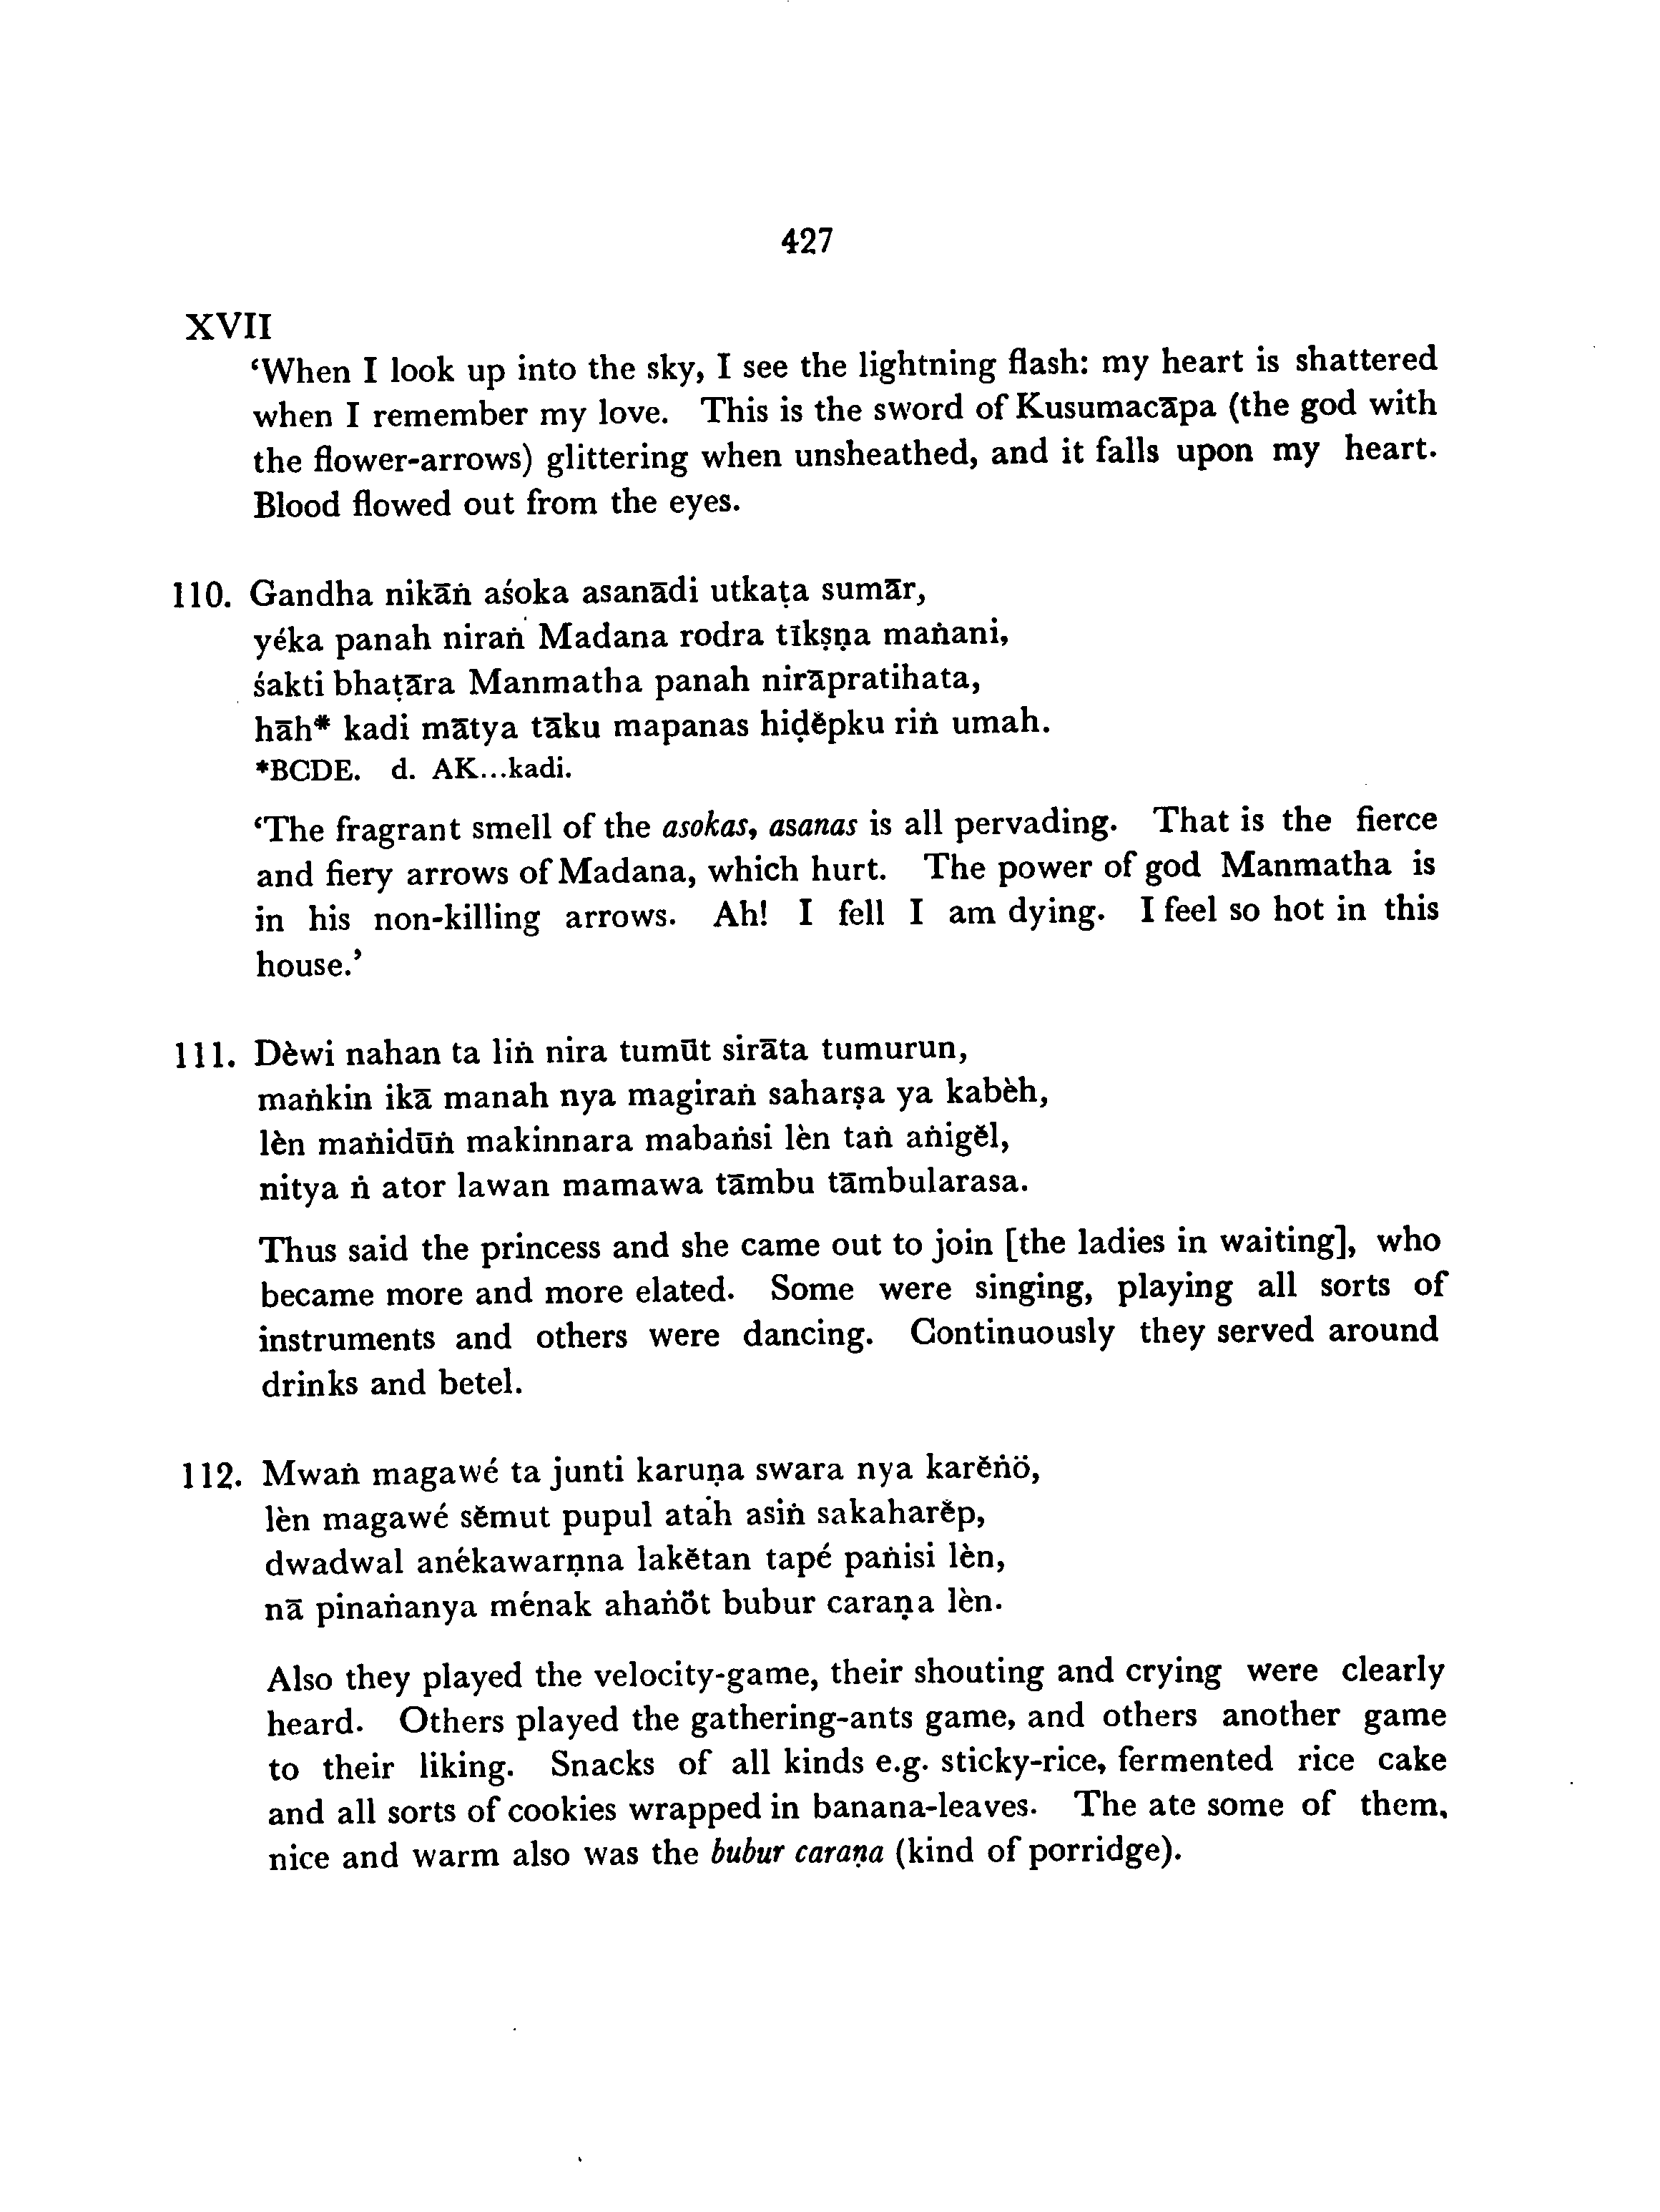 427
XVII
‘When I look up into the sky, I see the lightning flash: my heart is shattered
when I remember my love. This is the sword of Kusumacāpa (the god with
the flower-arrows) glittering when unsheathed, and it falls upon my heart.
Blood flowed out from the eyes.
110. Gandha nikāṅ aśoka asanādi utkaṭa sumār,
yéka panah niraṅ Madana rodra tīkṣṇa maṅani,
śakti bhaṭāra Manmatha panah nirāpratihata,
hāh* kadi mātya tāku mapanas hiḍĕpku riṅ umah.
*BCDE. d. AK...kadi.
‘The fragrant smell of the asokas, asanas is all pervading. That is the fierce
and fiery arrows of Madana, which hurt. The power of god Manmatha is
in his non-killing arrows. Ah! I fell I am dying. I feel so hot in this
house.’
111. Dèwi nahan ta liṅ nira tumūt sirāta tumurun,
maṅkin ikā manah nya magiraṅ saharṣa ya kabèh,
lèn maṅidūṅ makinnara mabaṅsi lèn taṅ aṅigĕl,
nitya ṅ ator lawan mamawa tāmbu tāmbularasa.
Thus said the princess and she came out to join [the ladies in waiting], who
became more and more elated. Some were singing, playing all sorts of
instruments and others were dancing. Continuously they served around
drinks and betel.
112. Mwaṅ magawé ta junti karuṇa swara nya karĕṅö,
lèn magawé sĕmut pupul atah asiṅ sakaharĕp,
dwadwal anékawarṇna lakĕtan tapé paṅisi lèn,
nā pinaṅanya ménak ahaṅöt bubur caraṇa lèn.
Also they played the velocity-game, their shouting and crying were clearly
heard. Others played the gathering-ants game, and others another game
to their liking. Snacks of all kinds e.g. sticky-rice, fermented rice cake
and all sorts of cookies wrapped in banana-leaves. The ate some of them,
nice and warm also was the bubur caraṇa (kind of porridge).